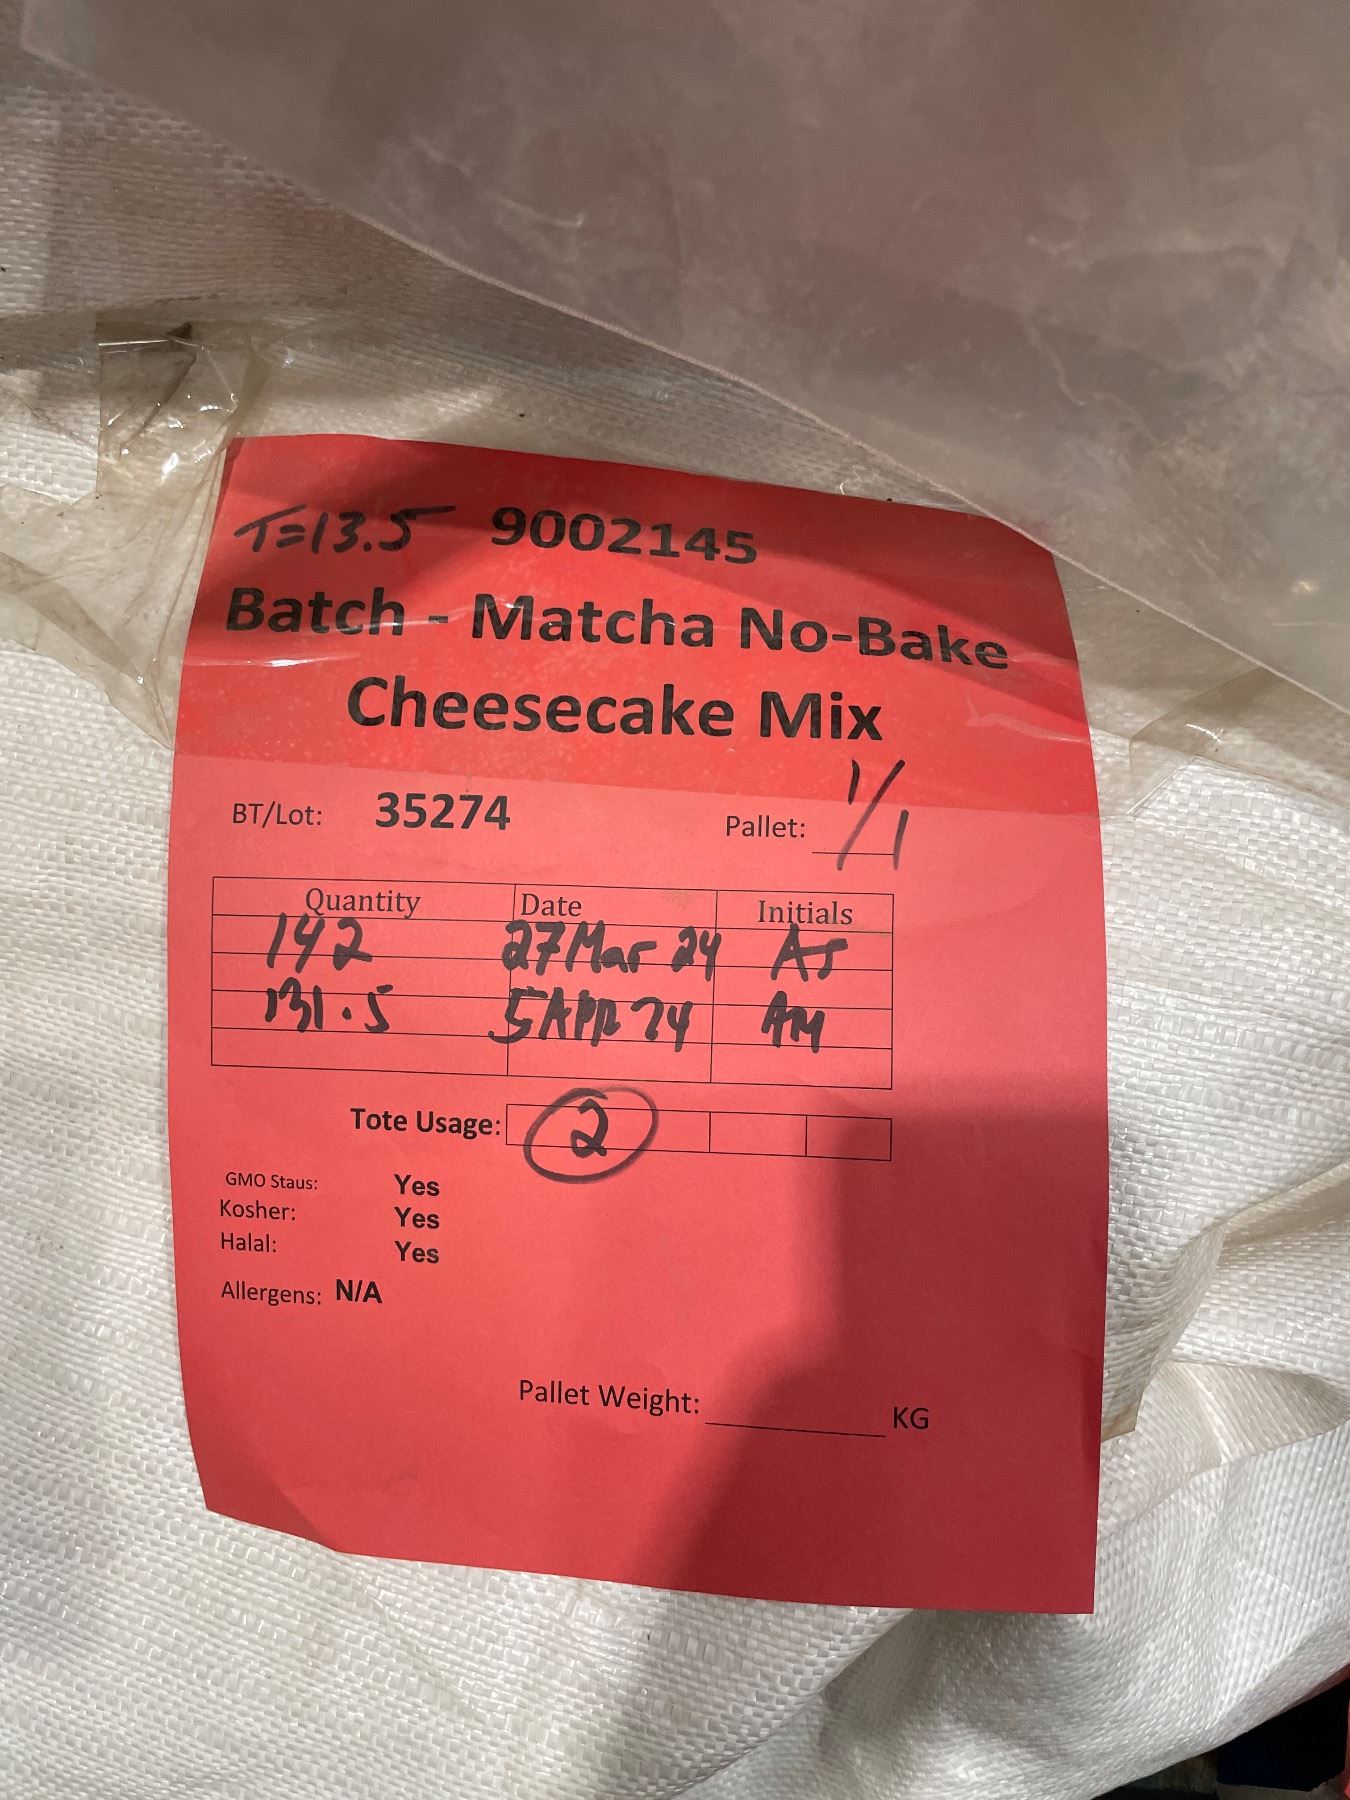 T=13.5 9002145
Batch - Matcha No-Bake
Cheesecake Mix
BT/Lot: 35274 Pallet: 1/1
Quantity Date Initials
142 27Mar 24 AJ
131.5 5APR 24 AM
Tote Usage: 2
GMO Staus: Yes
Kosher: Yes
Halal: Yes
Allergens: N/A
Pallet Weight: KG